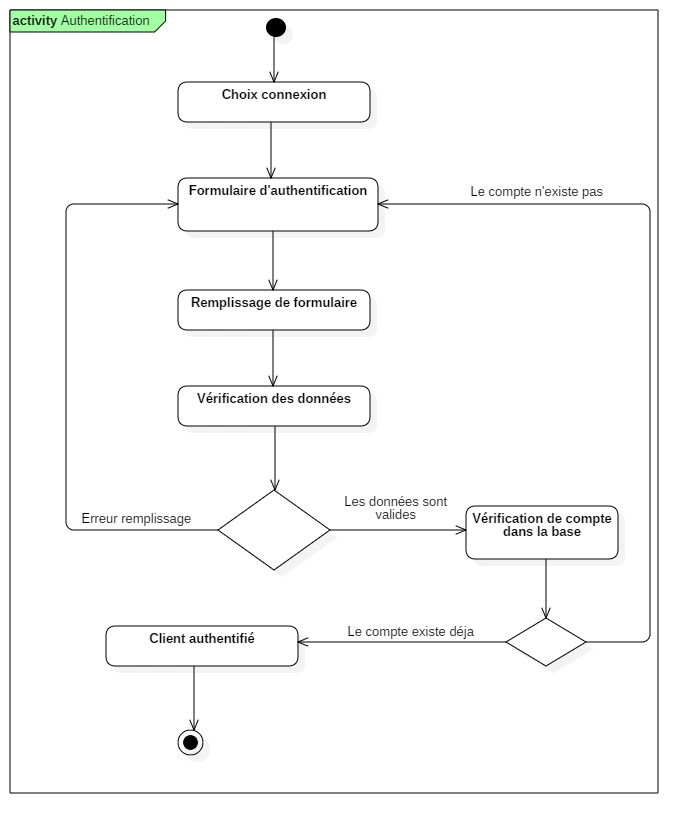 activity Authentification
Choix connexion
Formulaire d'authentification
Le compte n'existe pas
Remplissage de formulaire
Vérification des données
Erreur remplissage
Les données sont
valides
Vérification de compte
dans la base
Client authentifié
Le compte existe déja